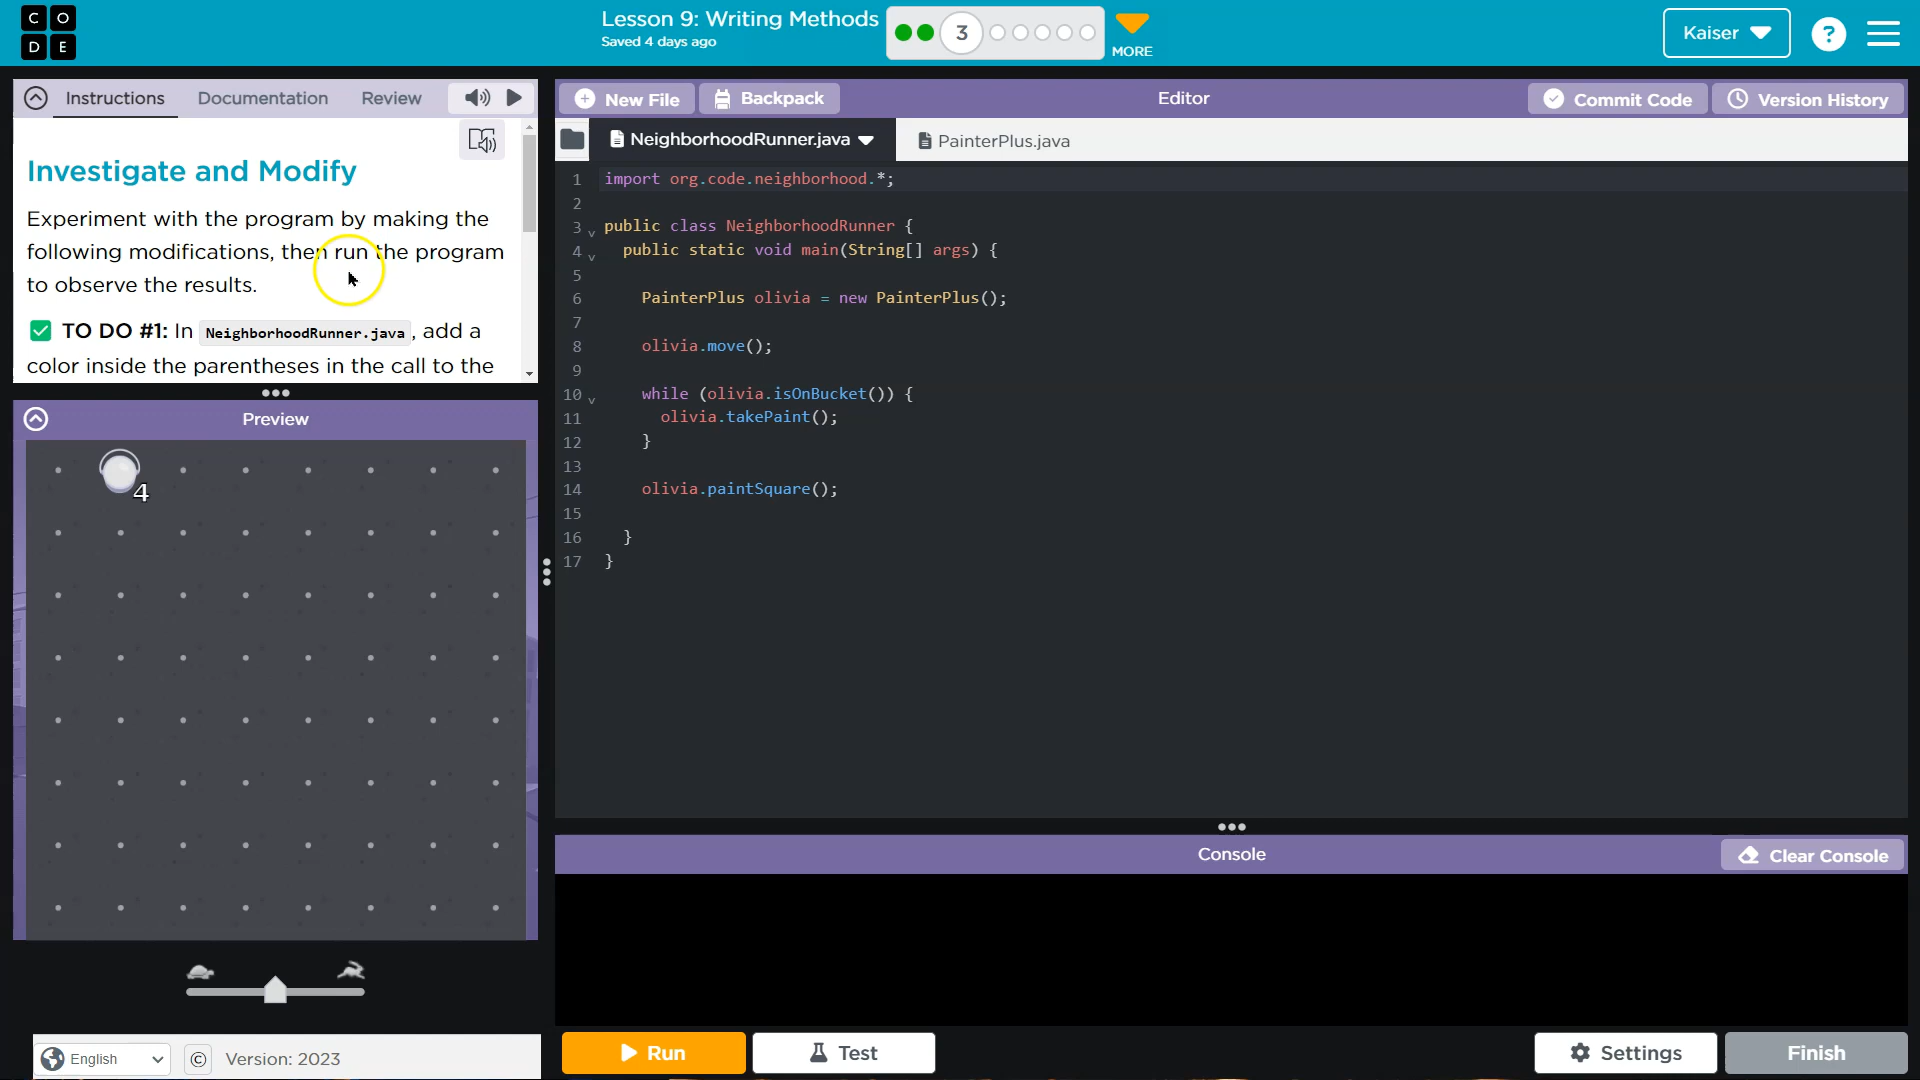 C O
D E
Lesson 9: Writing Methods
Saved 4 days ago
3
MORE
Kaiser
?
Instructions
Documentation
Review
Investigate and Modify
Experiment with the program by making the
following modifications, then run the program
to observe the results.
TO DO #1: In NeighborhoodRunner.java, add a
color inside the parentheses in the call to the
Preview
4
English
©
Version: 2023
New File
Backpack
Editor
Commit Code
Version History
NeighborhoodRunner.java
PainterPlus.java
1 import org.code.neighborhood.*;
2
3 public class NeighborhoodRunner {
4 public static void main(String[] args) {
5
6 PainterPlus olivia = new PainterPlus();
7
8 olivia.move();
9
10 while (olivia.isOnBucket()) {
11 olivia.takePaint();
12 }
13
14 olivia.paintSquare();
15
16 }
17 }
Console
Clear Console
Run
Test
Settings
Finish